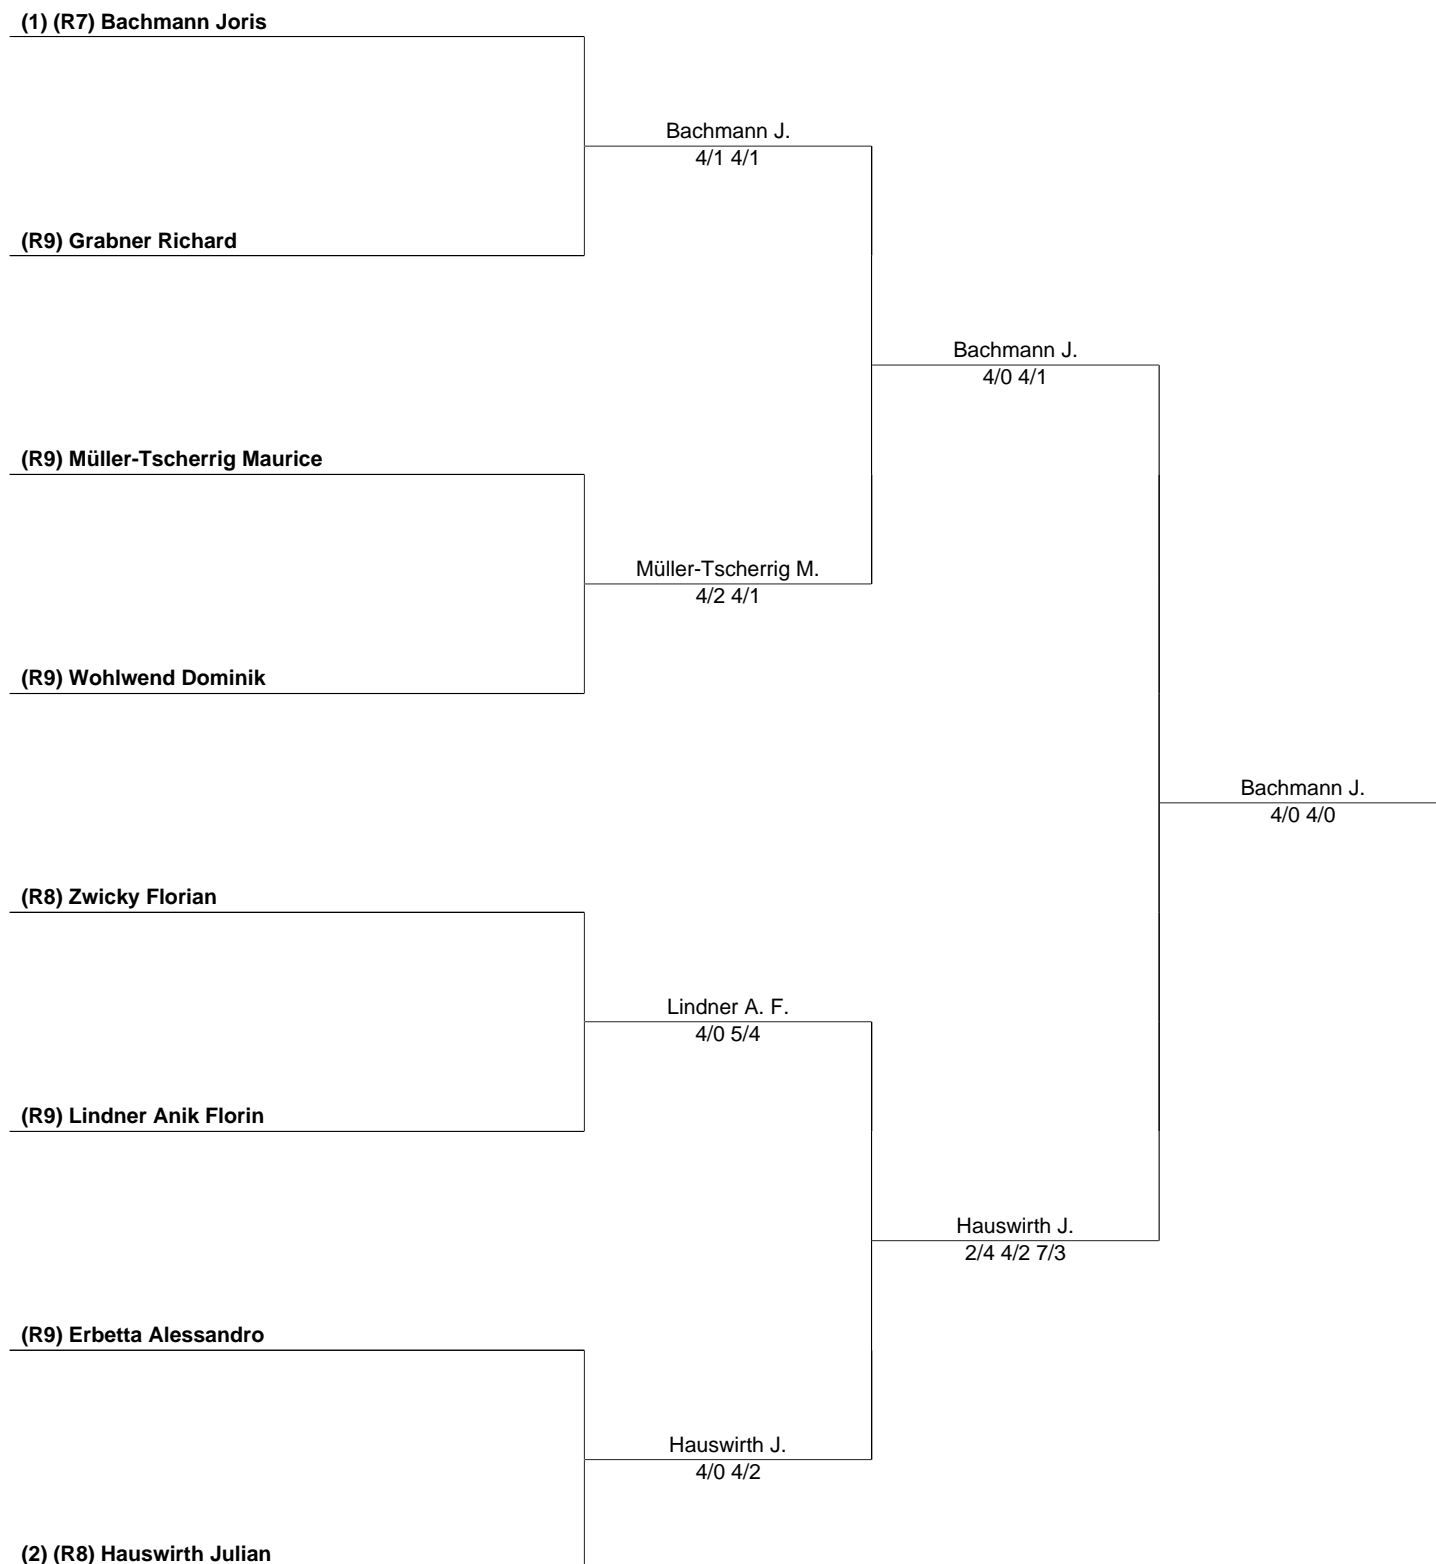 (1) (R7) Bachmann Joris
Bachmann J.
4/1 4/1
(R9) Grabner Richard
Bachmann J.
4/0 4/1
(R9) Müller-Tscherrig Maurice
Müller-Tscherrig M.
4/2 4/1
(R9) Wohlwend Dominik
Bachmann J.
4/0 4/0
(R8) Zwicky Florian
Lindner A. F.
4/0 5/4
(R9) Lindner Anik Florin
Hauswirth J.
2/4 4/2 7/3
(R9) Erbetta Alessandro
Hauswirth J.
4/0 4/2
(2) (R8) Hauswirth Julian